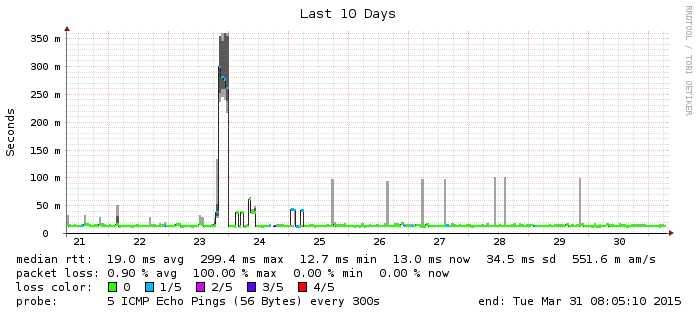 Last 10 Days
RRDTOOL / TOBI OETIKER
Seconds
350 m
300 m
250 m
200 m
150 m
100 m
50 m
0
21 22 23 24 25 26 27 28 29 30
median rtt: 19.0 ms avg 299.4 ms max 12.7 ms min 13.0 ms now 34.5 ms sd 551.6 m am/s
packet loss: 0.90 % avg 100.00 % max 0.00 % min 0.00 % now
loss color: 0 1/5 2/5 3/5 4/5
probe: 5 ICMP Echo Pings (56 Bytes) every 300s end: Tue Mar 31 08:05:10 2015